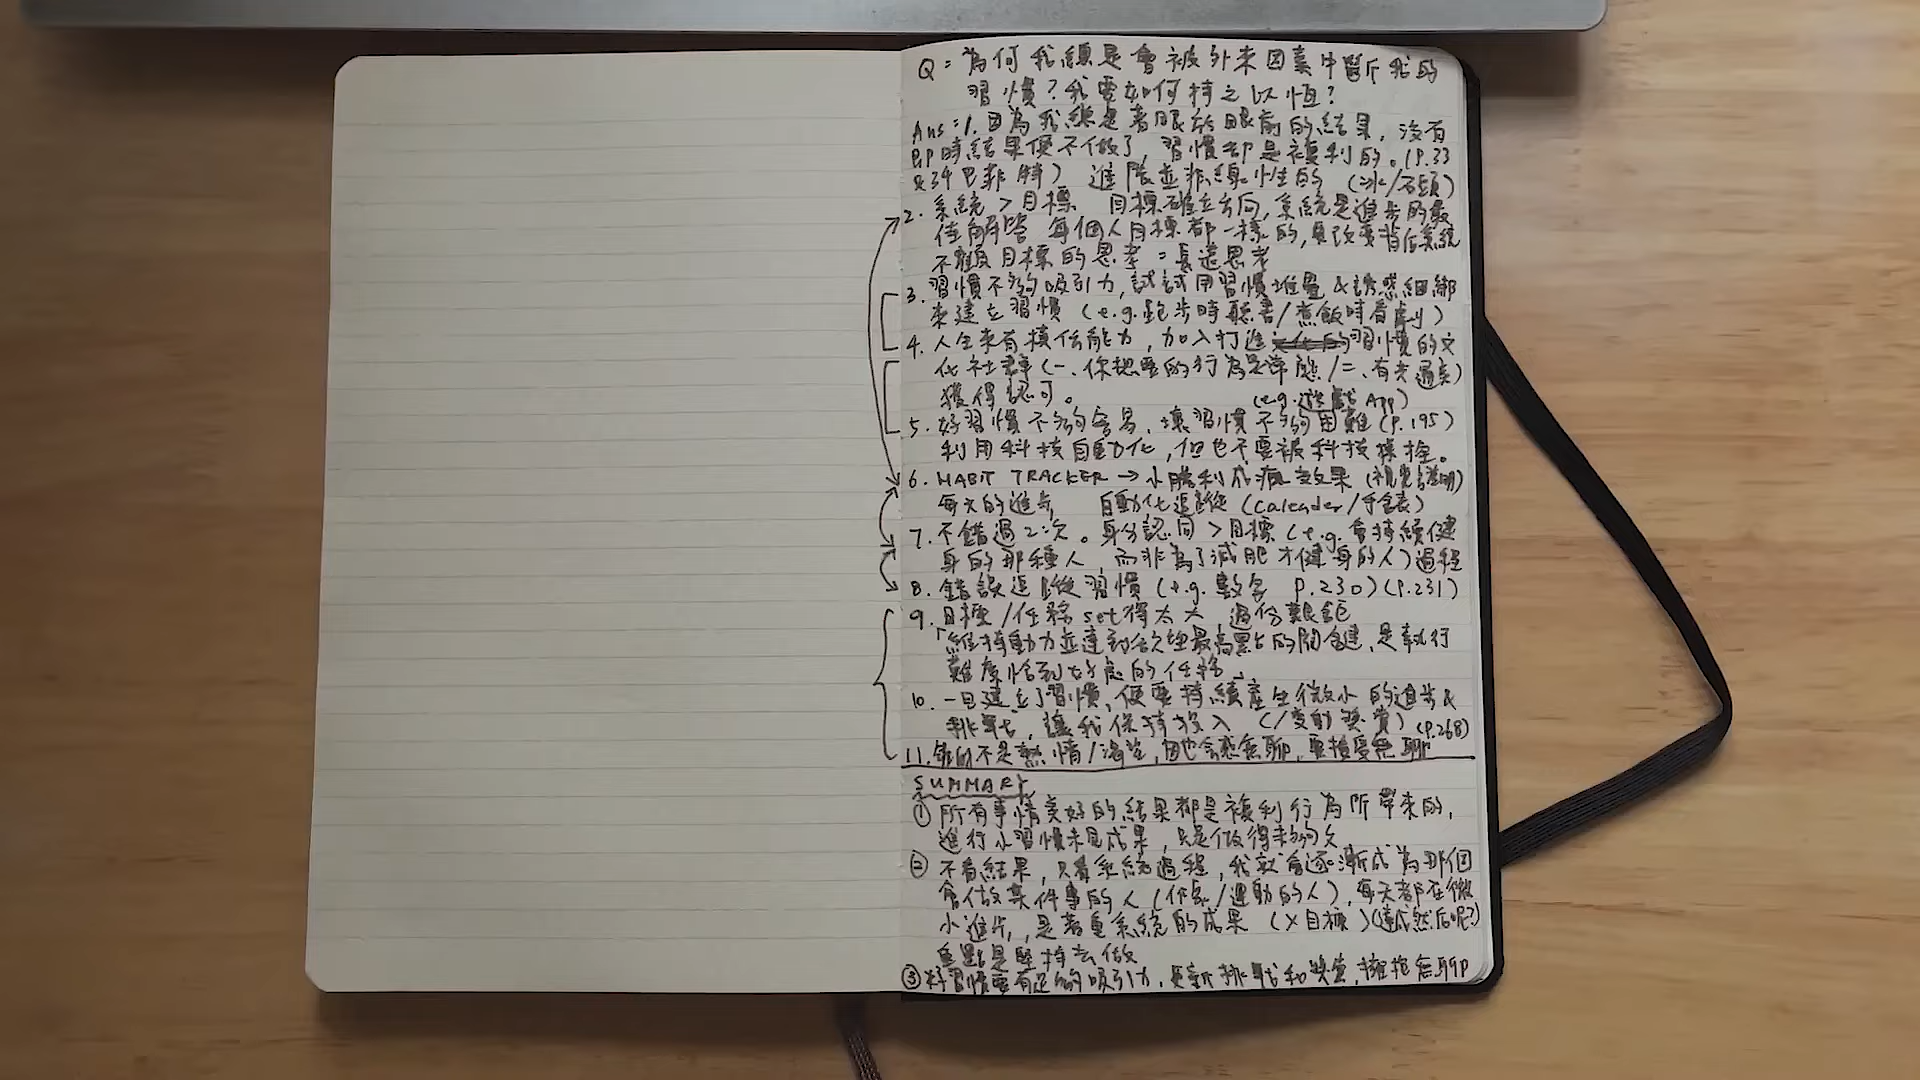 Q：為何我總是會被外來因素中斷我的
習慣？我要如何持之以恆？
Ans：1. 因為我總是著眼於眼前的結果，沒有
即時結果便不做了，習慣卻是複利的。(P.33
巴菲特） 進展並非線性的 （冰/石頭）
2. 系統 > 目標 目標確立方向，系統是進步的最
佳解答 每個人目標都一樣的，要改變背後系統
不顧及目標的思考 = 長遠思考
3. 習慣不夠吸引力，試試用習慣堆疊 & 誘惑綑綁
來建立習慣 （e.g. 跑步時聽書/煮飯時看劇）
4. 人生來有模仿能力，加入打造習慣的文
化社群（一、你想要的行為是常態/二、有共通點）
獲得認可。 （e.g. 遊戲 App）
5. 好習慣不夠容易，壞習慣不夠困難（P.195）
利用科技自動化，但也不要被科技操控。
6. HABIT TRACKER → 小勝利成癮效果 （視覺證明）
每天的進步 自動化追蹤 （Calender/手錶）
7. 不錯過2次。身分認同 > 目標（e.g. 會持續健
身的那種人，而非為了減肥才健身的人）過程
8. 錯誤追蹤習慣（e.g. 數字 P.230）（P.231）
9. 目標/任務 set 得太大，過份艱鉅
「維持動力並達到欲望最高點的關鍵，是執行
難度恰到好處的任務」
10. 一旦建立了習慣，便要持續產生微小的進步&
挑戰，讓我保持投入 （/變動獎賞）（P.268）
11. 不是熱情/渴望，也會感無聊，要接受無聊
SUMMARY
① 所有事情美好的結果都是複利行為所帶來的，
進行小習慣未見成果，只是做得未夠久
② 不看結果，只看系統過程，我就會逐漸成為那個
會做某件事的人（作家/運動的人），每天都在微
小進步，是著重系統的成果 （X目標）（達成然后呢？）
重點是堅持去做
③ 好習慣要有足夠的吸引力，更新挑戰和獎賞，擁抱無聊